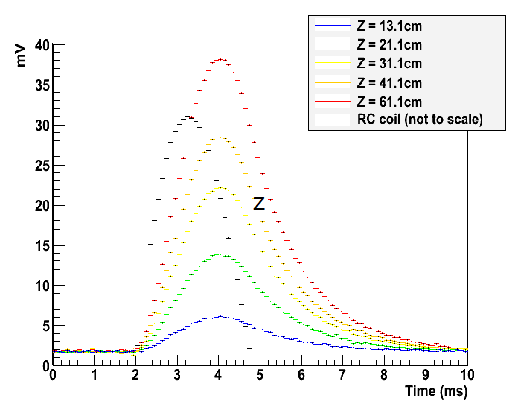 Z = 13.1cm
Z = 21.1cm
Z = 31.1cm
Z = 41.1cm
Z = 61.1cm
RC coil (not to scale)
mV
40
35
30
25
20
15
10
5
0
Z
0 1 2 3 4 5 6 7 8 9 10
Time (ms)